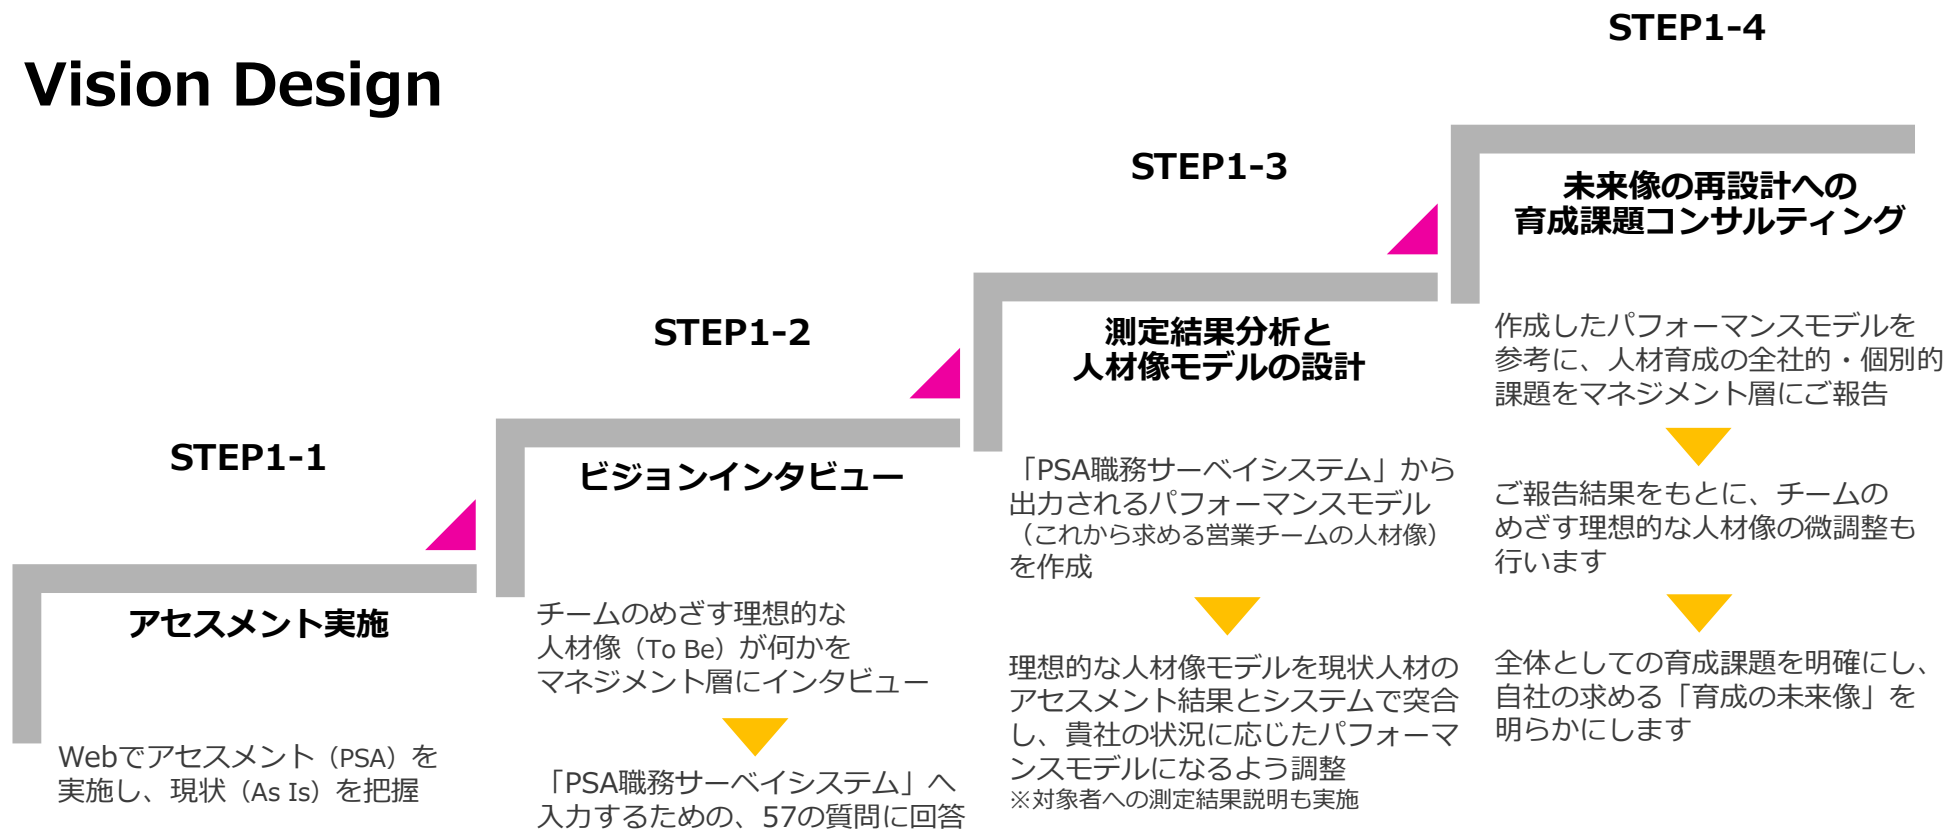 Vision Design
STEP1-1
アセスメント実施
Webでアセスメント（PSA）を
実施し、現状（As Is）を把握
STEP1-2
ビジョンインタビュー
チームのめざす理想的な
人材像（To Be）が何かを
マネジメント層にインタビュー
「PSA職務サーベイシステム」へ
入力するための、57の質問に回答
STEP1-3
測定結果分析と
人材像モデルの設計
「PSA職務サーベイシステム」から
出力されるパフォーマンスモデル
（これから求める営業チームの人材像）
を作成
理想的な人材像モデルを現状人材の
アセスメント結果とシステムで突合
し、貴社の状況に応じたパフォーマ
ンスモデルになるよう調整
※対象者への測定結果説明も実施
STEP1-4
未来像の再設計への
育成課題コンサルティング
作成したパフォーマンスモデルを
参考に、人材育成の全社的・個別的
課題をマネジメント層にご報告
ご報告結果をもとに、チームの
めざす理想的な人材像の微調整も
行います
全体としての育成課題を明確にし、
自社の求める「育成の未来像」を
明らかにします